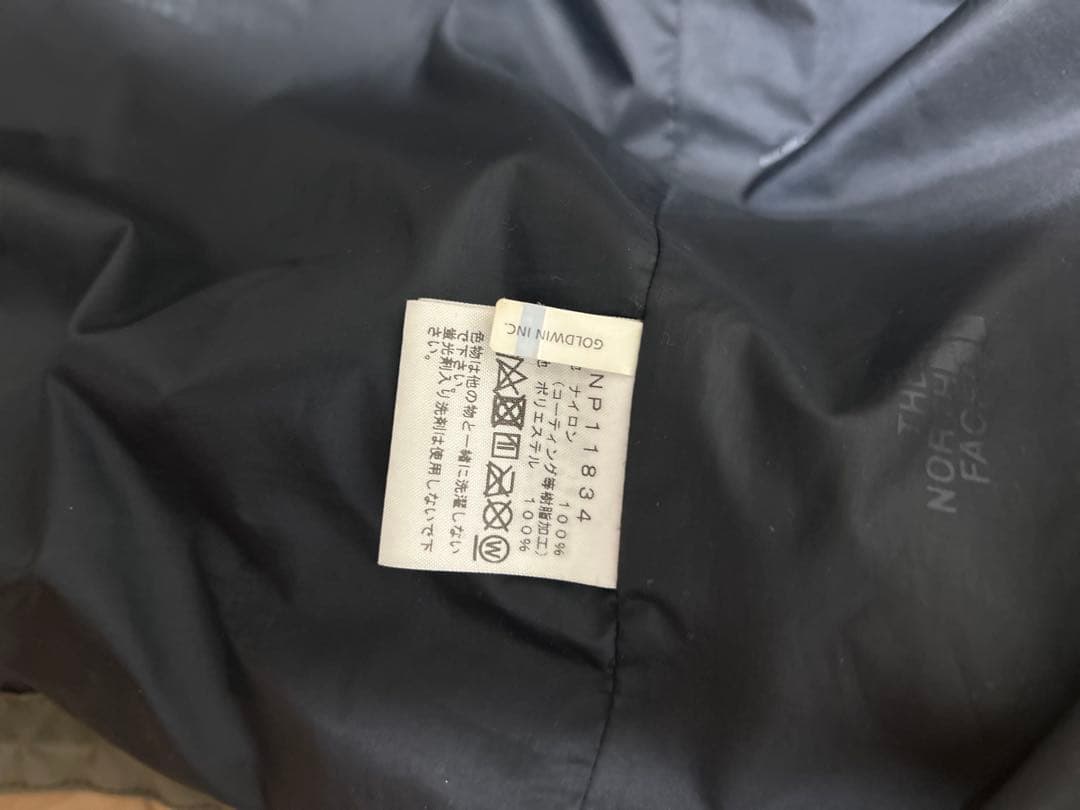 GOLDWIN INC.
NP11834
ナイロン 100%
(コーティング等樹脂加工)
ポリエステル 100%
W
色物は他の物と一緒に洗濯しない
で下さい。
蛍光剤入り洗剤は使用しないで下
さい。
THE
NORTH
FACE